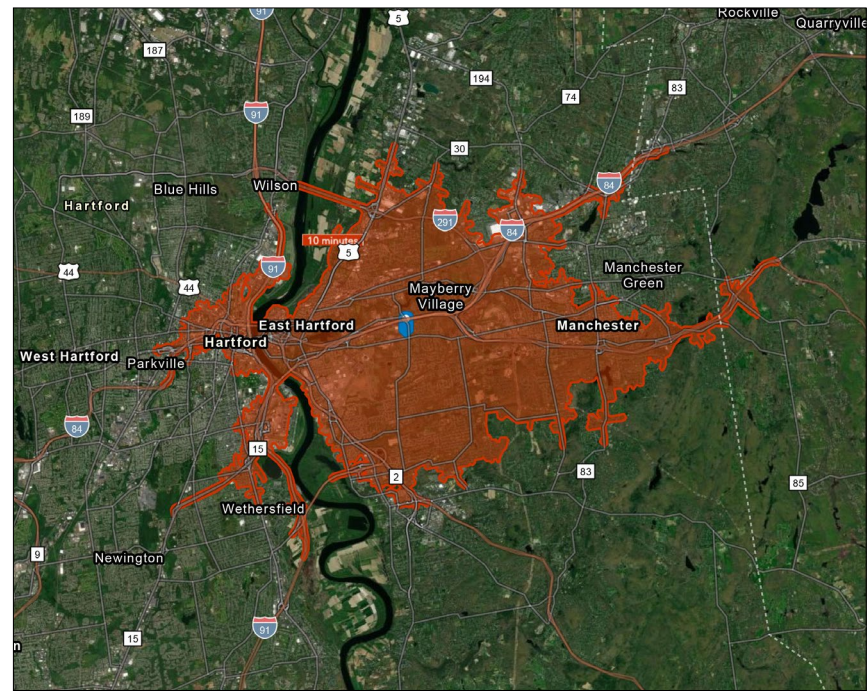 91
5
Rockville
Quarryville
187
194
74
83
91
189
30
84
Blue Hills
Wilson
Hartford
291
84
10 minutes
5
91
44
44
Manchester
Green
Mayberry
Village
East Hartford
Manchester
Hartford
West Hartford
Parkville
84
15
2
83
85
Wethersfield
9
Newington
91
15
n